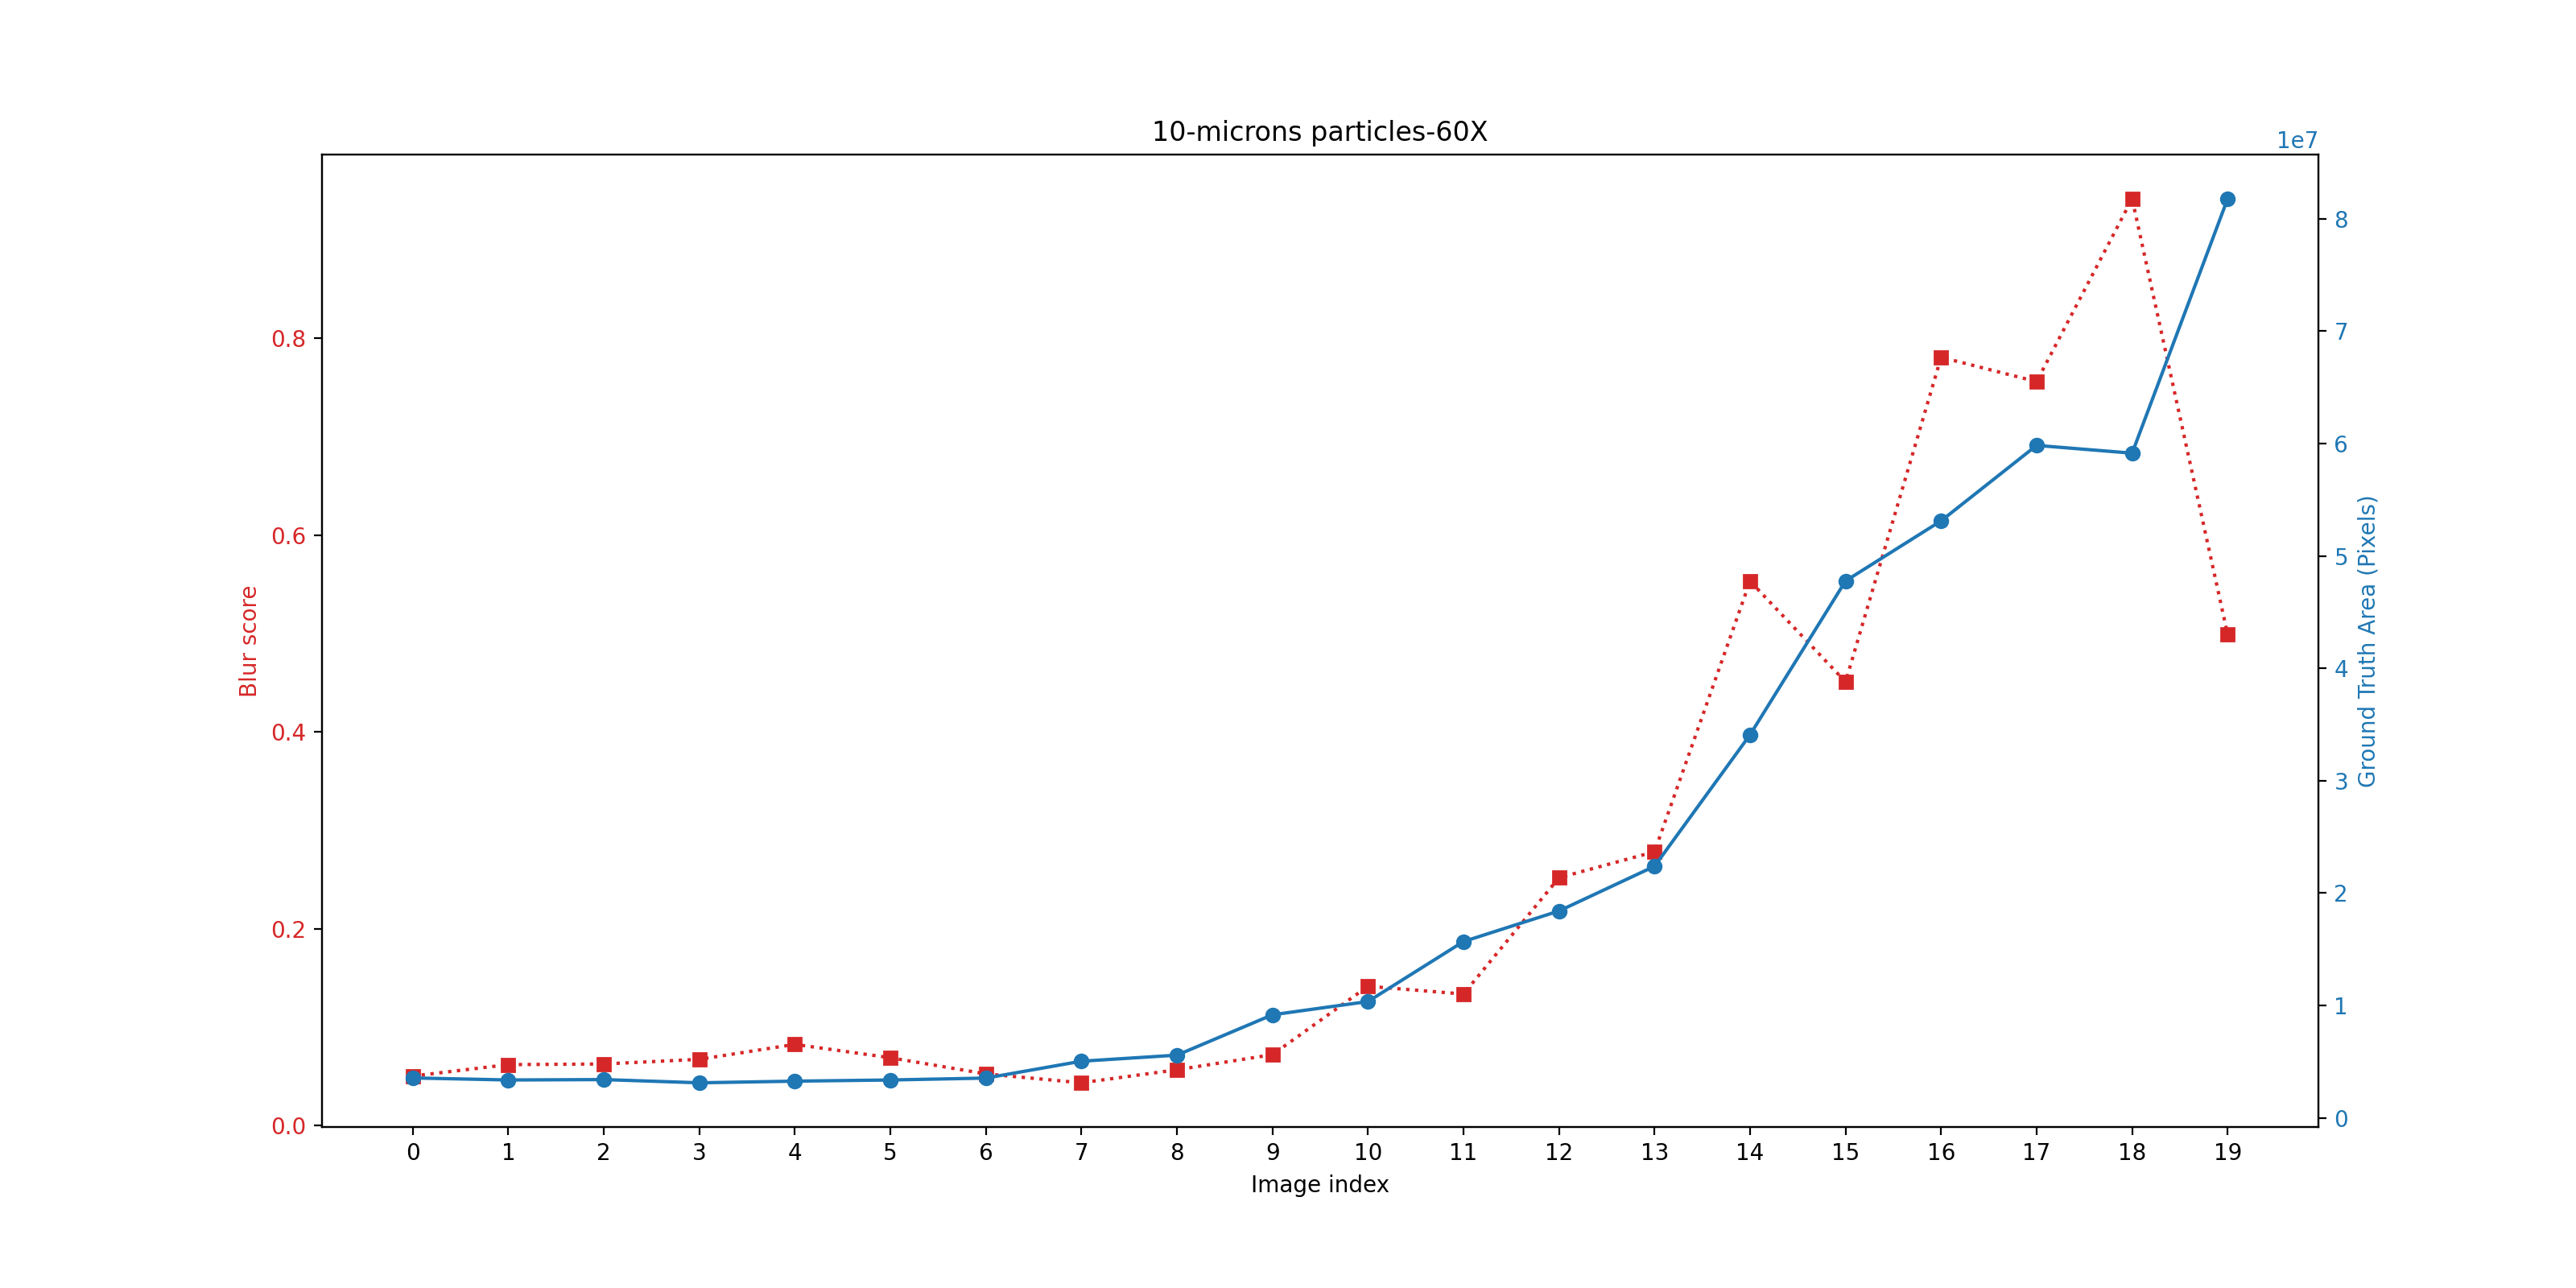 10-microns particles-60X
1e7
0.8
0.6
0.4
0.2
0.0
Blur score
8
7
6
5
4
3
2
1
0
Ground Truth Area (Pixels)
0 1 2 3 4 5 6 7 8 9 10 11 12 13 14 15 16 17 18 19
Image index